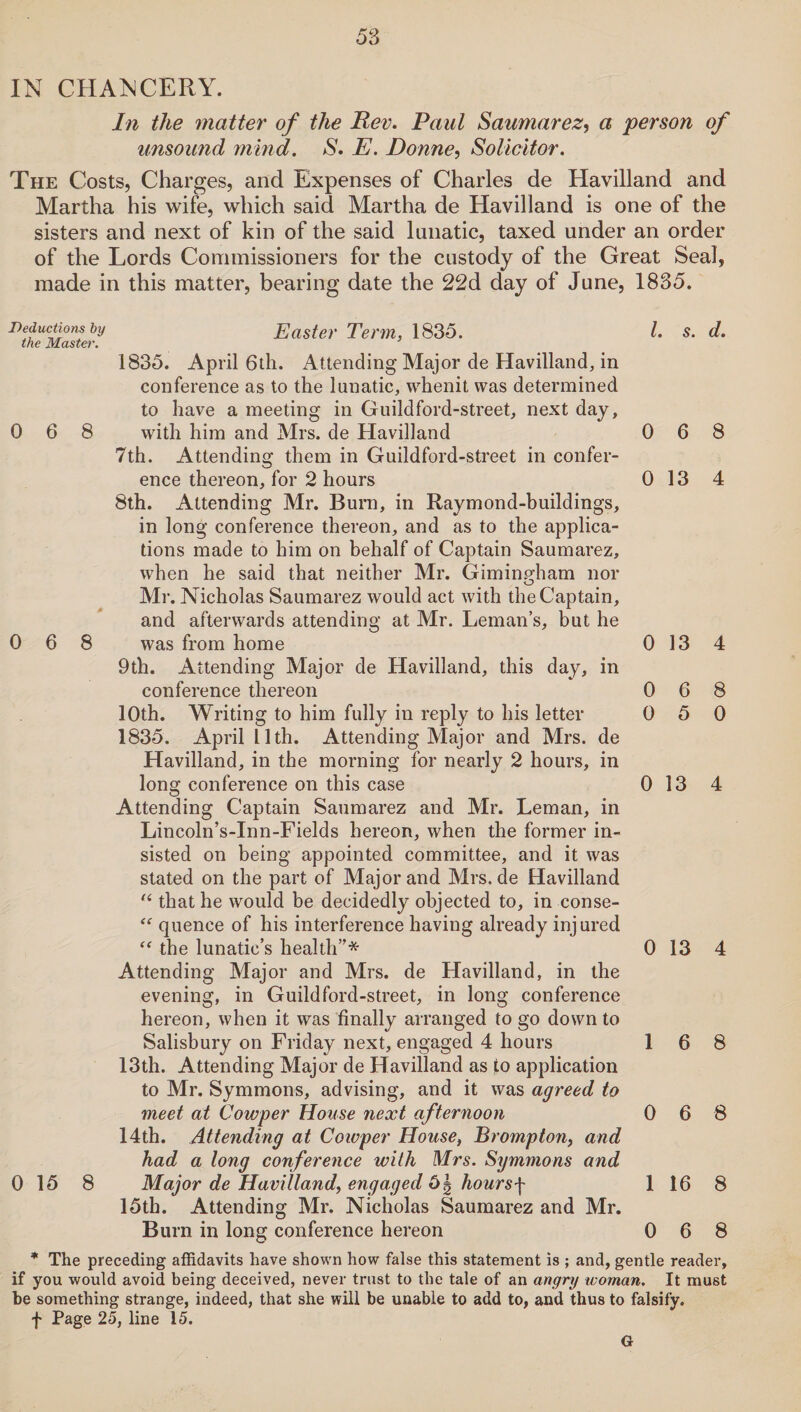 53
IN CHANCERY.
In the matter of the Rev. Paul Saumarez, a person of
unsound mind. S. E. Donne, Solicitor.
THE Costs, Charges, and Expenses of Charles de Havilland and
Martha his wife, which said Martha de Havilland is one of the
sisters and next of kin of the said lunatic, taxed under an order
of the Lords Commissioners for the custody of the Great Seal,
made in this matter, bearing date the 22d day of June, 1835.
Deductions by
the Master.
Easter Term, 1835. l. s. d.
1835. April 6th. Attending Major de Havilland, in
conference as to the lunatic, whenit was determined
to have a meeting in Guildford-street, next day,
0 6 8 with him and Mrs. de Havilland 0 6 8
7th. Attending them in Guildford-street in confer-
ence thereon, for 2 hours 0 13 4
8th. Attending Mr. Burn, in Raymond-buildings,
in long conference thereon, and as to the applica-
tions made to him on behalf of Captain Saumarez,
when he said that neither Mr. Gimingham nor
Mr. Nicholas Saumarez would act with the Captain,
and afterwards attending at Mr. Leman's, but he
0 6 8 was from home 0 13 4
9th. Attending Major de Havilland, this day, in
conference thereon 0 6 8
10th. Writing to him fully in reply to his letter 0 5 0
1835. April 11th. Attending Major and Mrs. de
Havilland, in the morning for nearly 2 hours, in
long conference on this case 0 13 4
Attending Captain Saumarez and Mr. Leman, in
Lincoln's-Inn-Fields hereon, when the former in-
sisted on being appointed committee, and it was
stated on the part of Major and Mrs. de Havilland
“ that he would be decidedly objected to, in conse-
“ quence of his interference having already injured
“ the lunatic's health”* 0 13 4
Attending Major and Mrs. de Havilland, in the
evening, in Guildford-street, in long conference
hereon, when it was finally arranged to go down to
Salisbury on Friday next, engaged 4 hours 1 6 8
13th. Attending Major de Havilland as to application
to Mr. Symmons, advising, and it was agreed to
meet at Cowper House next afternoon 0 6 8
14th. Attending at Cowper House, Brompton, and
had a long conference with Mrs. Symmons and
0 15 8 Major de Havilland, engaged 5½ hours† 1 16 8
15th. Attending Mr. Nicholas Saumarez and Mr.
Burn in long conference hereon 0 6 8
* The preceding affidavits have shown how false this statement is ; and, gentle reader,
if you would avoid being deceived, never trust to the tale of an angry woman. It must
be something strange, indeed, that she will be unable to add to, and thus to falsify.
† Page 25, line 15.
G